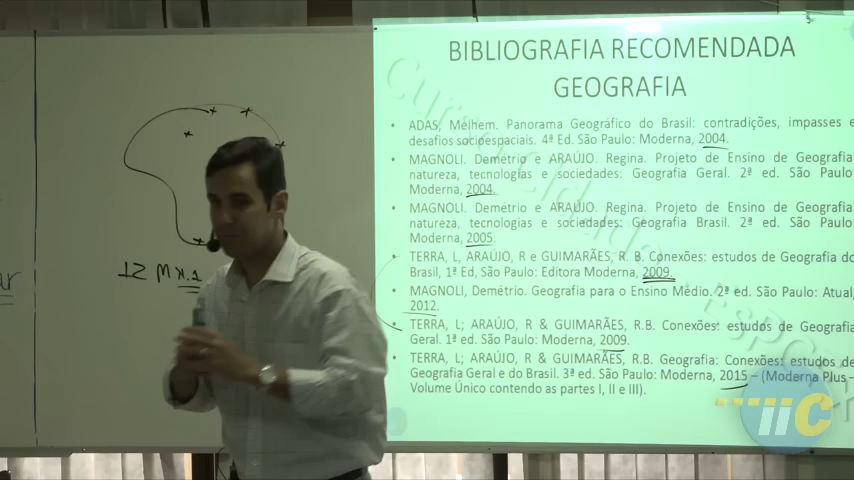 BIBLIOGRAFIA RECOMENDADA
GEOGRAFIA
• ADAS, Melhem. Panorama Geográfico do Brasil: contradições, impasses e
desafios socioespaciais. 4ª Ed. São Paulo: Moderna, 2004.
• MAGNOLI. Demétrio e ARAÚJO. Regina. Projeto de Ensino de Geografia
natureza, tecnologias e sociedades: Geografia Geral. 2ª ed. São Paulo
Moderna, 2004.
• MAGNOLI. Demétrio e ARAÚJO. Regina. Projeto de Ensino de Geografia
natureza, tecnologias e sociedades: Geografia Brasil. 2ª ed. São Paulo
Moderna, 2005.
• TERRA, L, ARAÚJO, R e GUIMARÃES, R. B. Conexões: estudos de Geografia do
Brasil, 1ª Ed, São Paulo: Editora Moderna, 2009.
• MAGNOLI, Demétrio. Geografia para o Ensino Médio. 2ª ed. São Paulo: Atual,
2012.
• TERRA, L; ARAÚJO, R & GUIMARÃES, R.B. Conexões: estudos de Geografia
Geral. 1ª ed. São Paulo: Moderna, 2009.
• TERRA, L; ARAÚJO, R & GUIMARÃES, R.B. Geografia: Conexões: estudos de
Geografia Geral e do Brasil. 3ª ed. São Paulo: Moderna, 2015 – (Moderna Plus –
Volume Único contendo as partes I, II e III).
12 M
ar
iiC